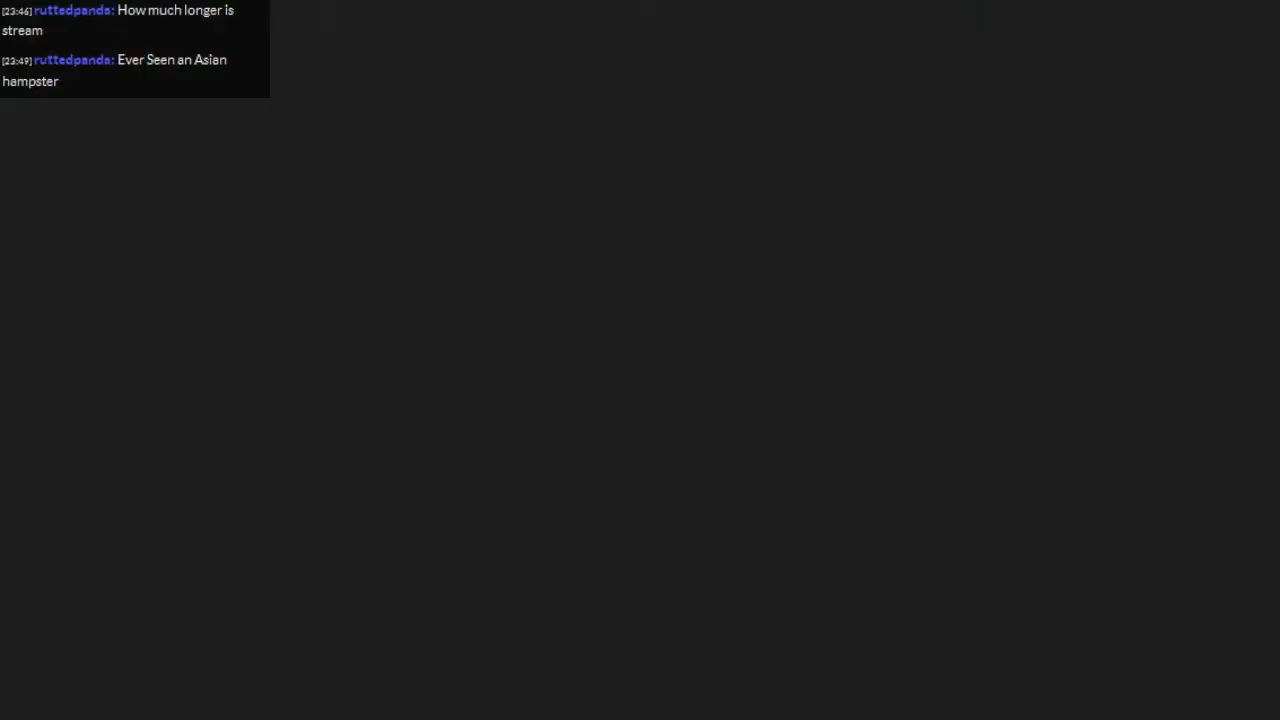 [23:46] ruttedpanda: How much longer is
stream
[23:49] ruttedpanda: Ever Seen an Asian
hampster